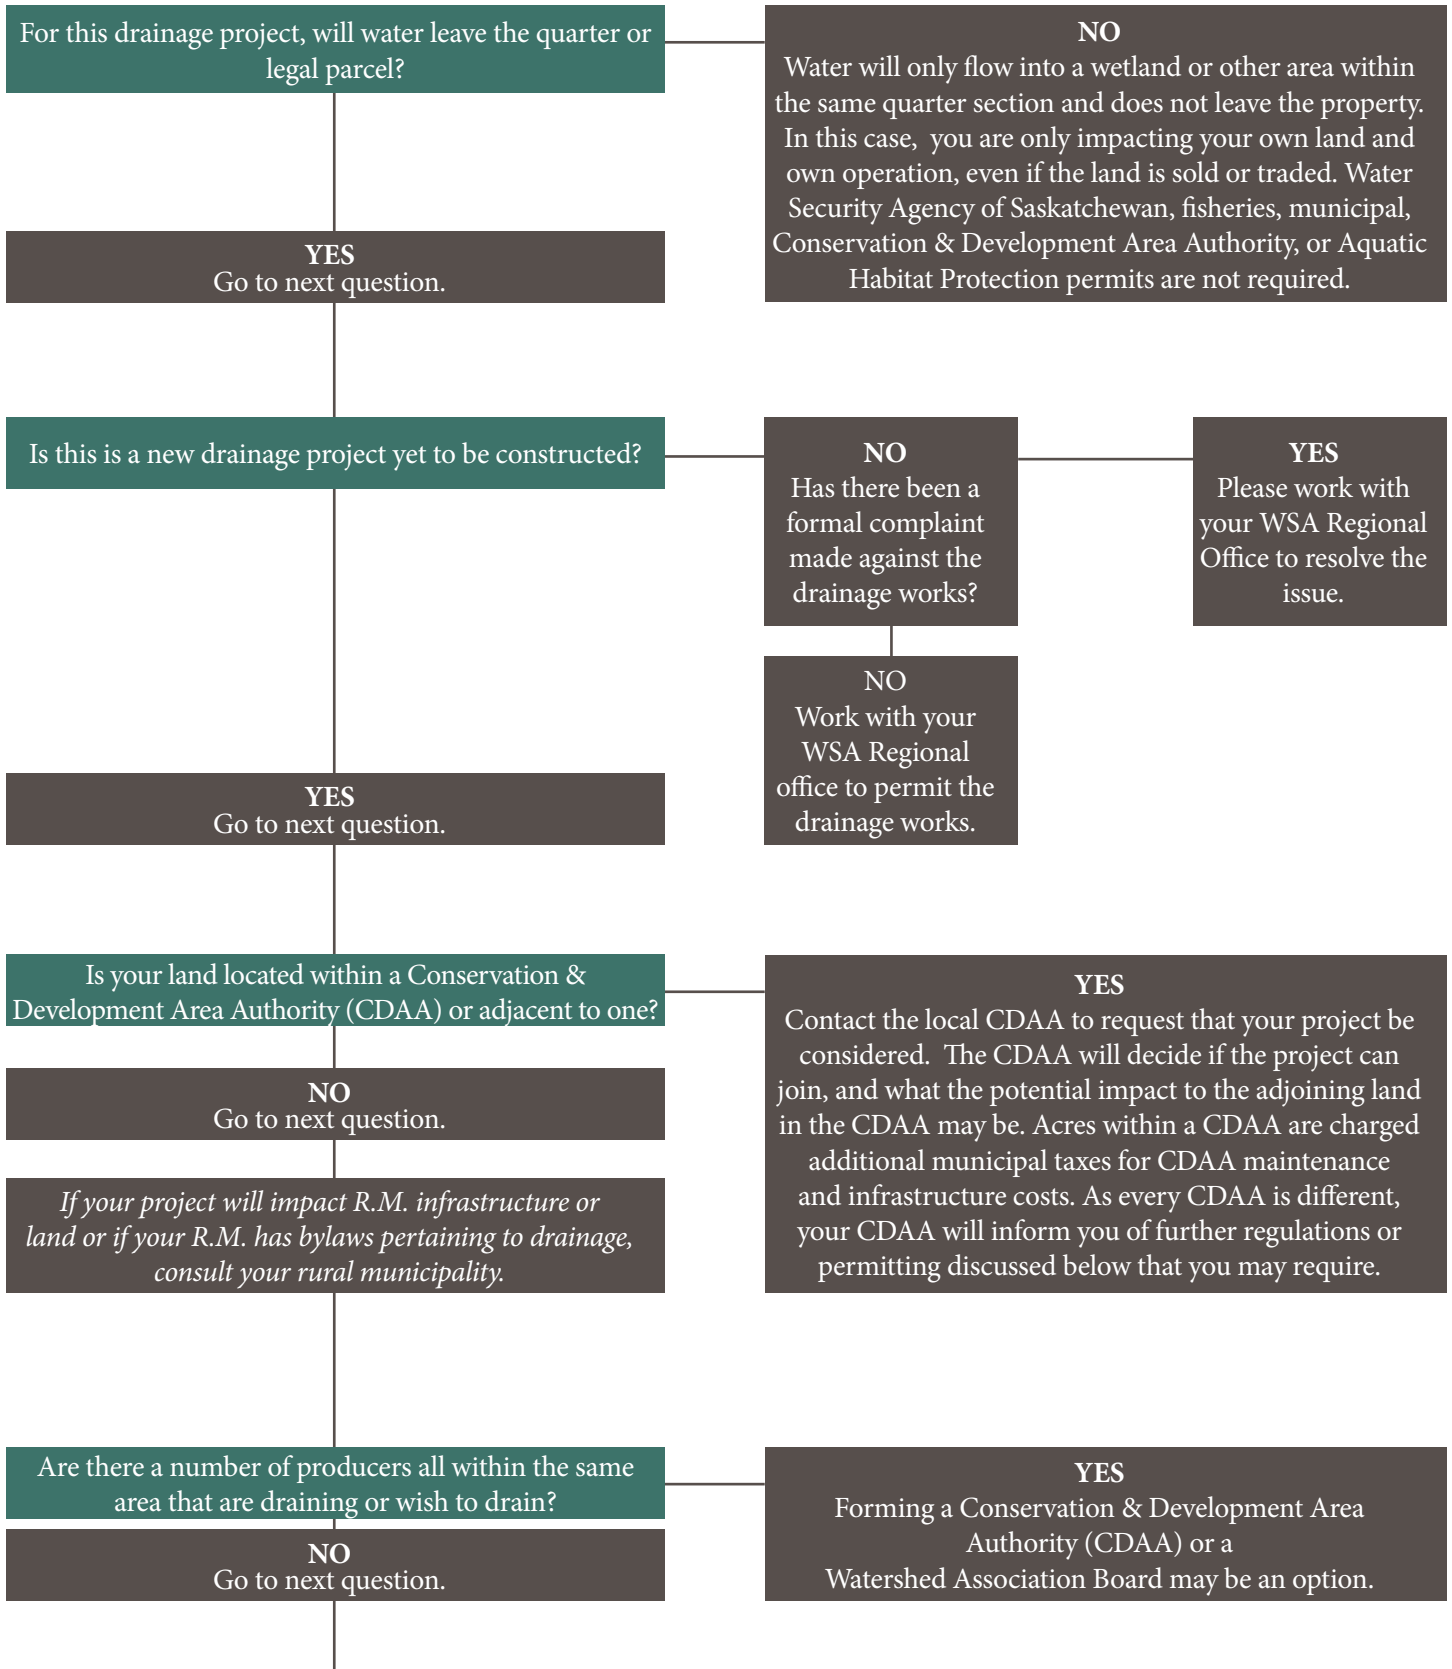 For this drainage project, will water leave the quarter or
legal parcel?
NO
Water will only flow into a wetland or other area within
the same quarter section and does not leave the property.
In this case, you are only impacting your own land and
own operation, even if the land is sold or traded. Water
Security Agency of Saskatchewan, fisheries, municipal,
Conservation & Development Area Authority, or Aquatic
Habitat Protection permits are not required.
YES
Go to next question.
Is this is a new drainage project yet to be constructed?
NO
Has there been a
formal complaint
made against the
drainage works?
YES
Please work with
your WSA Regional
Office to resolve the
issue.
NO
Work with your
WSA Regional
office to permit the
drainage works.
YES
Go to next question.
Is your land located within a Conservation &
Development Area Authority (CDAA) or adjacent to one?
YES
Contact the local CDAA to request that your project be
considered.  The CDAA will decide if the project can
join, and what the potential impact to the adjoining land
in the CDAA may be. Acres within a CDAA are charged
additional municipal taxes for CDAA maintenance
and infrastructure costs. As every CDAA is different,
your CDAA will inform you of further regulations or
permitting discussed below that you may require.
NO
Go to next question.
If your project will impact R.M. infrastructure or
land or if your R.M. has bylaws pertaining to drainage,
consult your rural municipality.
Are there a number of producers all within the same
area that are draining or wish to drain?
YES
Forming a Conservation & Development Area
Authority (CDAA) or a
Watershed Association Board may be an option.
NO
Go to next question.